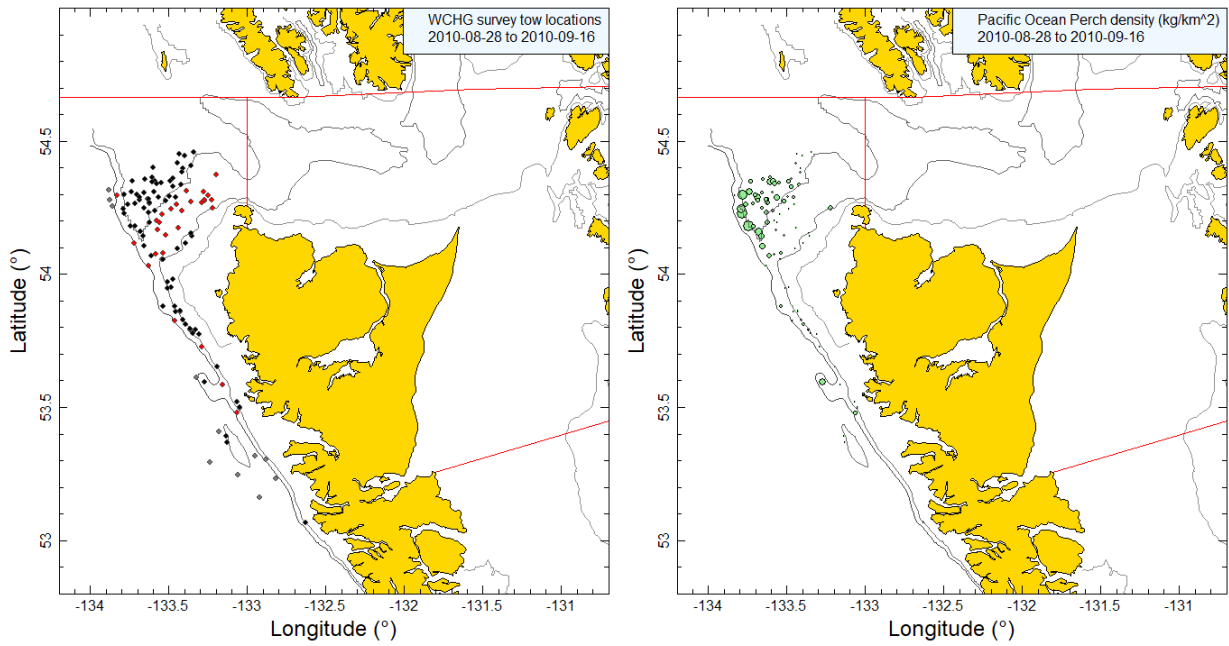 WCHG survey tow locations
2010-08-28 to 2010-09-16
54.5
54
53.5
53
Latitude (°)
-134
-133.5
-133
-132.5
-132
-131.5
-131
Longitude (°)
Pacific Ocean Perch density (kg/km^2)
2010-08-28 to 2010-09-16
54.5
54
53.5
53
Latitude (°)
-134
-133.5
-133
-132.5
-132
-131.5
-131
Longitude (°)